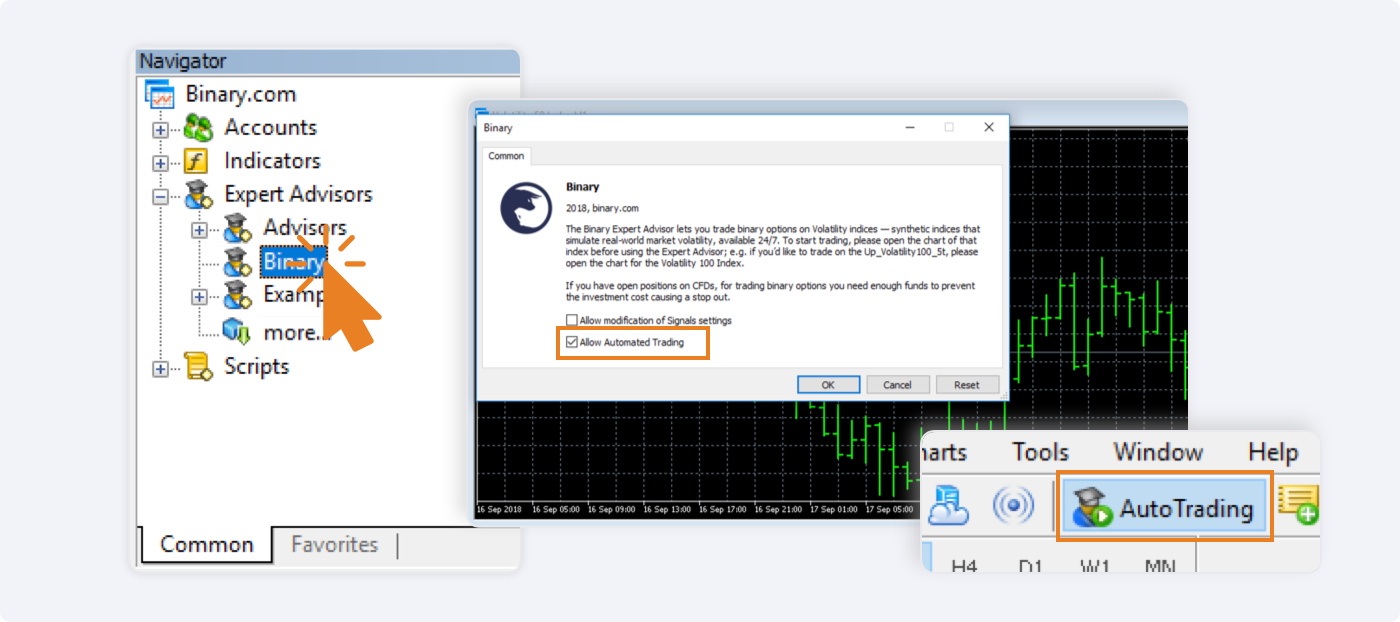 Navigator
Binary.com
Accounts
Indicators
Expert Advisors
Advisors
Binary
more...
Scripts
Common
Favorites
Binary
Common
Binary
2018, binary.com
The Binary Expert Advisor lets you trade binary options on Volatility indices — synthetic indices that
simulate real-world market volatility, available 24/7. To start trading, please open the chart of that
index before using the Expert Advisor; e.g. if you'd like to trade on the Up_Volatility100_5t, please
open the chart for the Volatility 100 Index.
If you have open positions on CFDs, for trading binary options you need enough funds to prevent
the investment cost causing a stop out.
Allow modification of Signals settings
Allow Automated Trading
OK Cancel Reset
16 Sep 2018 16 Sep 05:00 16 Sep 09:00 16 Sep 13:00 16 Sep 17:00 16 Sep 21:00 17 Sep 01:00 17 Sep 05:00
Tools Window Help
AutoTrading
H4 D1 W1 MN